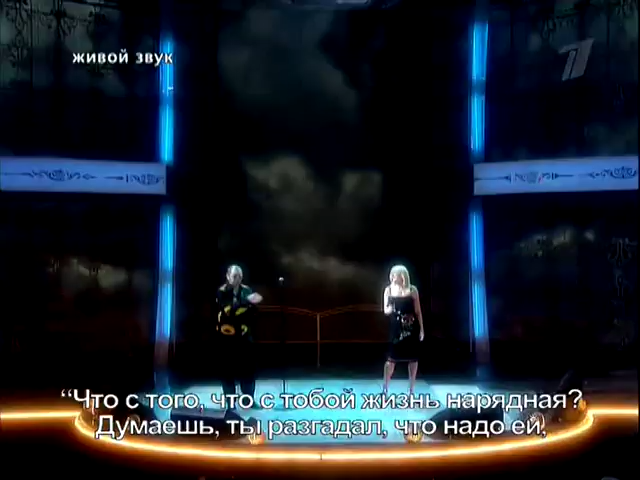 живой звук
1
“Что с того, что с тобой жизнь нарядная?
Думаешь, ты разгадал, что надо ей,